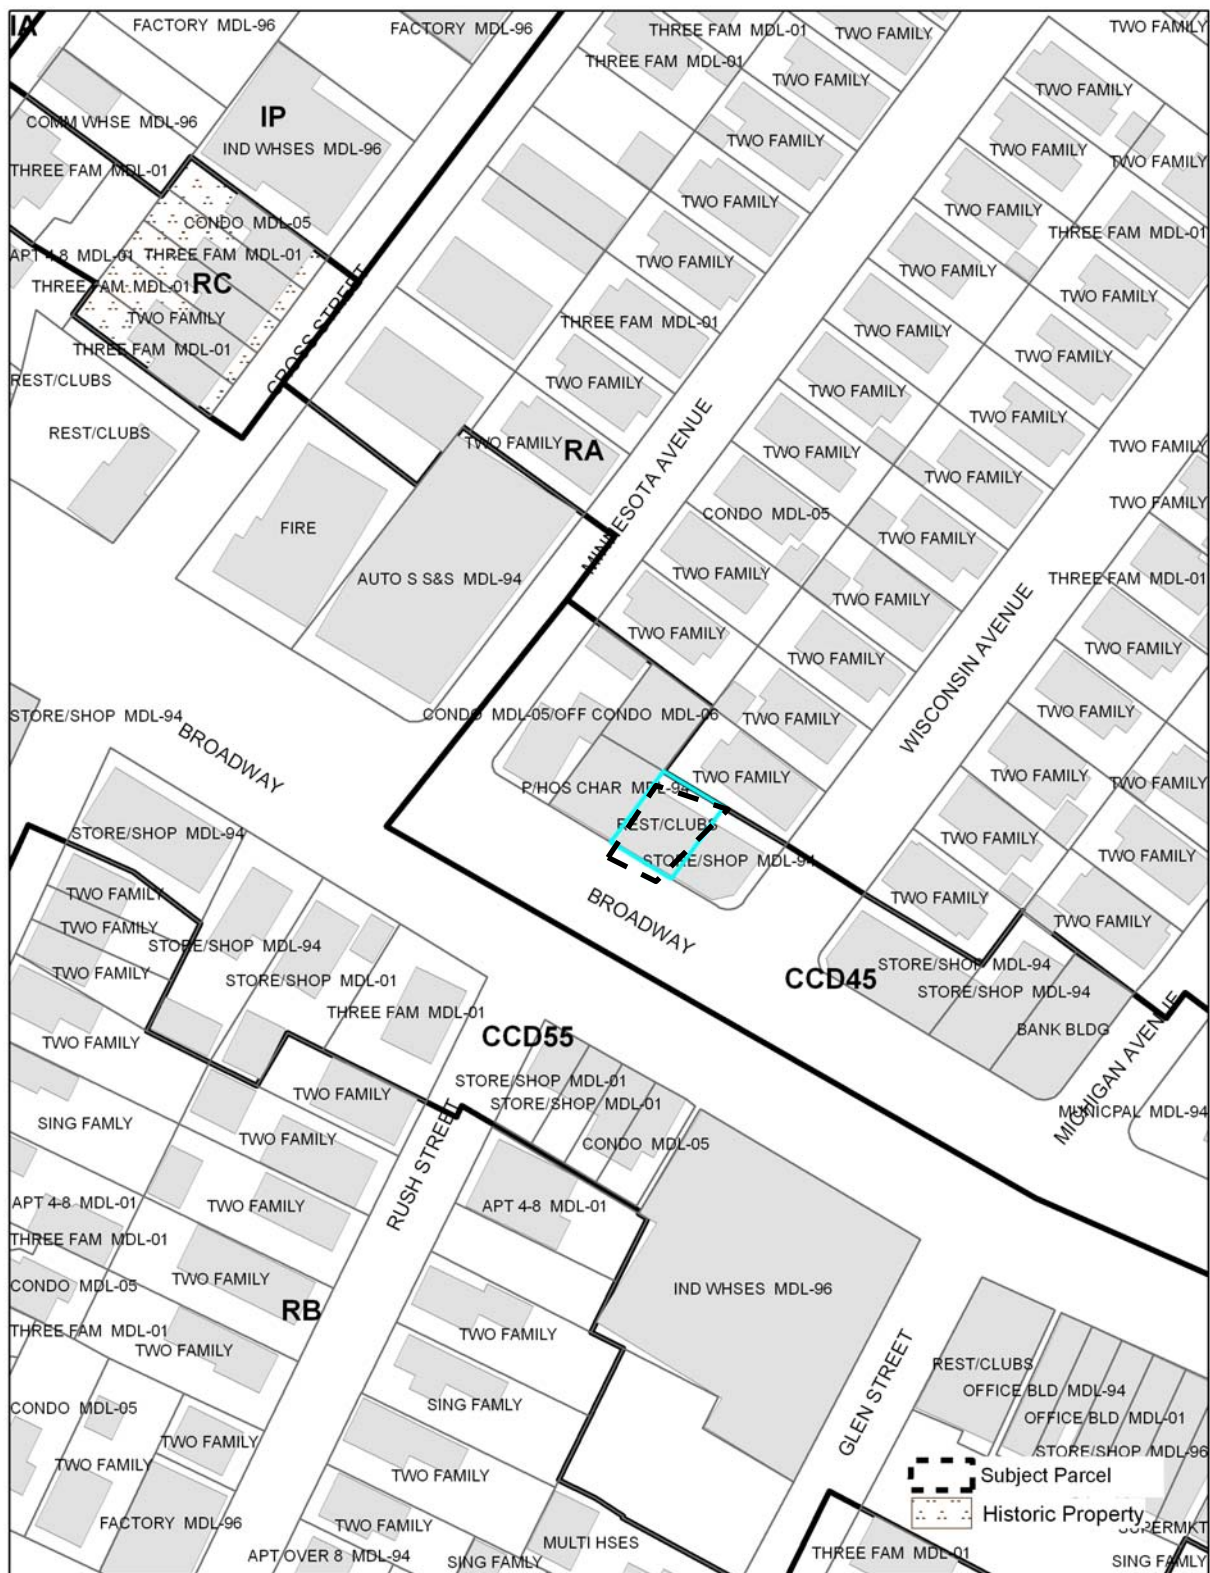 IA
FACTORY MDL-96
FACTORY MDL-96
THREE FAM MDL-01
TWO FAMILY
TWO FAMILY
THREE FAM MDL-01
TWO FAMILY
TWO FAMILY
IP
COMM WHSE MDL-96
IND WHSES MDL-96
TWO FAMILY
TWO FAMILY
TWO FAMILY
THREE FAM MDL-01
TWO FAMILY
TWO FAMILY
CONDO MDL-05
THREE FAM MDL-01
APT 4-8 MDL-01
THREE FAM MDL-01
TWO FAMILY
TWO FAMILY
THREE FAM MDL-01
RC
TWO FAMILY
TWO FAMILY
THREE FAM MDL-01
THREE FAM MDL-01
TWO FAMILY
TWO FAMILY
CROSS STREET
REST/CLUBS
TWO FAMILY
TWO FAMILY
REST/CLUBS
TWO FAMILY
TWO FAMILY
RA
TWO FAMILY
TWO FAMILY
MINNESOTA AVENUE
TWO FAMILY
TWO FAMILY
CONDO MDL-05
FIRE
TWO FAMILY
AUTO S S&S MDL-94
TWO FAMILY
THREE FAM MDL-01
TWO FAMILY
TWO FAMILY
TWO FAMILY
TWO FAMILY
WISCONSIN AVENUE
STORE/SHOP MDL-94
CONDO MDL-05/OFF CONDO MDL-06
TWO FAMILY
TWO FAMILY
BROADWAY
TWO FAMILY
TWO FAMILY
TWO FAMILY
P/HOS CHAR MDL-94
REST/CLUBS
STORE/SHOP MDL-94
TWO FAMILY
STORE/SHOP MDL-94
TWO FAMILY
TWO FAMILY
BROADWAY
TWO FAMILY
TWO FAMILY
STORE/SHOP MDL-94
STORE/SHOP MDL-94
TWO FAMILY
STORE/SHOP MDL-01
CCD45
STORE/SHOP MDL-94
THREE FAM MDL-01
BANK BLDG
CCD55
TWO FAMILY
MICHIGAN AVENUE
STORE/SHOP MDL-01
TWO FAMILY
STORE/SHOP MDL-01
MUNICPAL MDL-94
SING FAMLY
TWO FAMILY
CONDO MDL-05
RUSH STREET
APT 4-8 MDL-01
TWO FAMILY
APT 4-8 MDL-01
THREE FAM MDL-01
CONDO MDL-05
TWO FAMILY
IND WHSES MDL-96
RB
THREE FAM MDL-01
TWO FAMILY
TWO FAMILY
GLEN STREET
REST/CLUBS
OFFICE BLD MDL-94
CONDO MDL-05
SING FAMLY
OFFICE BLD MDL-01
TWO FAMILY
STORE/SHOP MDL-96
TWO FAMILY
TWO FAMILY
Subject Parcel
Historic Property
FACTORY MDL-96
TWO FAMILY
SUPERMKT
MULTI HSES
APT OVER 8 MDL-94
SING FAMLY
THREE FAM MDL-01
SING FAMLY